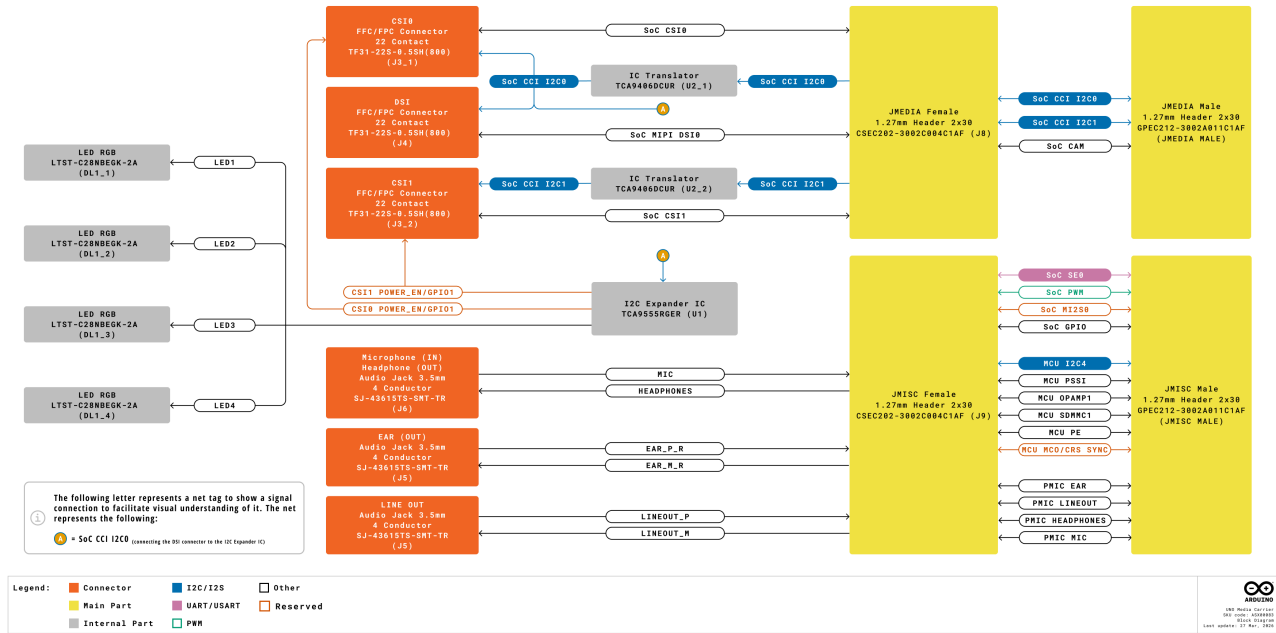 CSI0
FFC/FPC Connector
22 Contact
TF31-22S-0.5SH(800)
(J3_1)
SoC CSI0
SoC CCI I2C0
IC Translator
TCA9406DCUR (U2_1)
SoC CCI I2C0
A
DSI
FFC/FPC Connector
22 Contact
TF31-22S-0.5SH(800)
(J4)
SoC MIPI DSI0
CSI1
FFC/FPC Connector
22 Contact
TF31-22S-0.5SH(800)
(J3_2)
SoC CCI I2C1
IC Translator
TCA9406DCUR (U2_2)
SoC CCI I2C1
SoC CSI1
JMEDIA Female
1.27mm Header 2x30
CSEC202-3002C004C1AF (J8)
SoC CCI I2C0
SoC CCI I2C1
SoC CAM
JMEDIA Male
1.27mm Header 2x30
GPEC212-3002A011C1AF
(JMEDIA MALE)
LED RGB
LTST-C28NBEGK-2A
(DL1_1)
LED1
LED RGB
LTST-C28NBEGK-2A
(DL1_2)
LED2
LED RGB
LTST-C28NBEGK-2A
(DL1_3)
LED3
LED RGB
LTST-C28NBEGK-2A
(DL1_4)
LED4
CSI1 POWER_EN/GPIO1
CSI0 POWER_EN/GPIO1
A
I2C Expander IC
TCA9555RGER (U1)
Microphone (IN)
Headphone (OUT)
Audio Jack 3.5mm
4 Conductor
SJ-43615TS-SMT-TR
(J6)
MIC
HEADPHONES
EAR (OUT)
Audio Jack 3.5mm
4 Conductor
SJ-43615TS-SMT-TR
(J5)
EAR_P_R
EAR_M_R
LINE OUT
Audio Jack 3.5mm
4 Conductor
SJ-43615TS-SMT-TR
(J5)
LINEOUT_P
LINEOUT_M
JMISC Female
1.27mm Header 2x30
CSEC202-3002C004C1AF (J9)
SoC SE0
SoC PWM
SoC MI2S0
SoC GPIO
MCU I2C4
MCU PSSI
MCU OPAMP1
MCU SDMMC1
MCU PE
MCU MCO/CRS SYNC
PMIC EAR
PMIC LINEOUT
PMIC HEADPHONES
PMIC MIC
JMISC Male
1.27mm Header 2x30
GPEC212-3002A011C1AF
(JMISC MALE)
The following letter represents a net tag to show a signal
connection to facilitate visual understanding of it. The net
represents the following:
A = SoC CCI I2C0 (connecting the DSI connector to the I2C Expander IC)
Legend:
Connector
Main Part
Internal Part
I2C/I2S
UART/USART
PWM
Other
Reserved
ARDUINO
UNO Media Carrier
SKU code: ASX00083
Block Diagram
Last update: 27 Mar, 2026